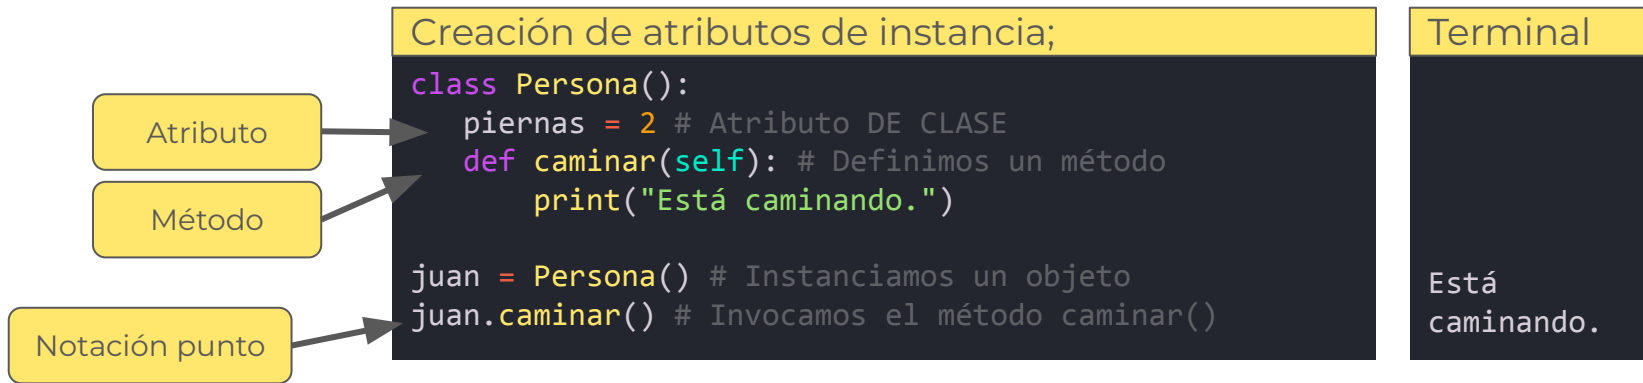 Creación de atributos de instancia;
class Persona():
piernas = 2 # Atributo DE CLASE
def caminar(self): # Definimos un método
print("Está caminando.")
juan = Persona() # Instanciamos un objeto
juan.caminar() # Invocamos el método caminar()
Atributo
Método
Notación punto
Terminal
Está
caminando.